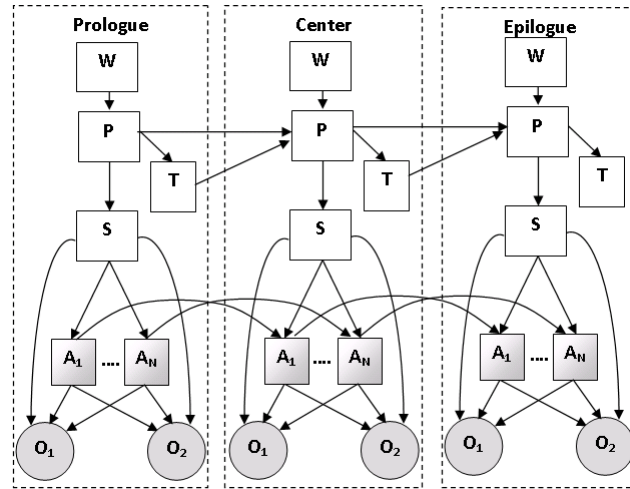 Prologue
W
P
T
S
A₁ .... Aₙ
O₁ O₂
Center
W
P
T
S
A₁ .... Aₙ
O₁ O₂
Epilogue
W
P
T
S
A₁ .... Aₙ
O₁ O₂